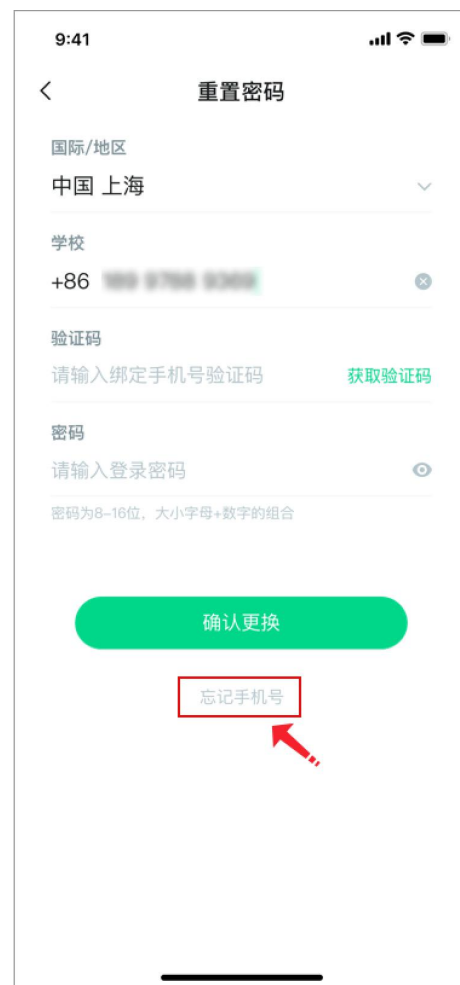 9:41
重置密码
国际/地区
中国 上海
学校
+86
验证码
请输入绑定手机号验证码 获取验证码
密码
请输入登录密码
密码为8-16位，大小字母+数字的组合
确认更换
忘记手机号